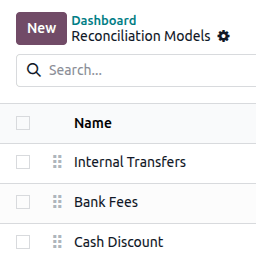 New
Dashboard
Reconciliation Models
Search...
Name
Internal Transfers
Bank Fees
Cash Discount